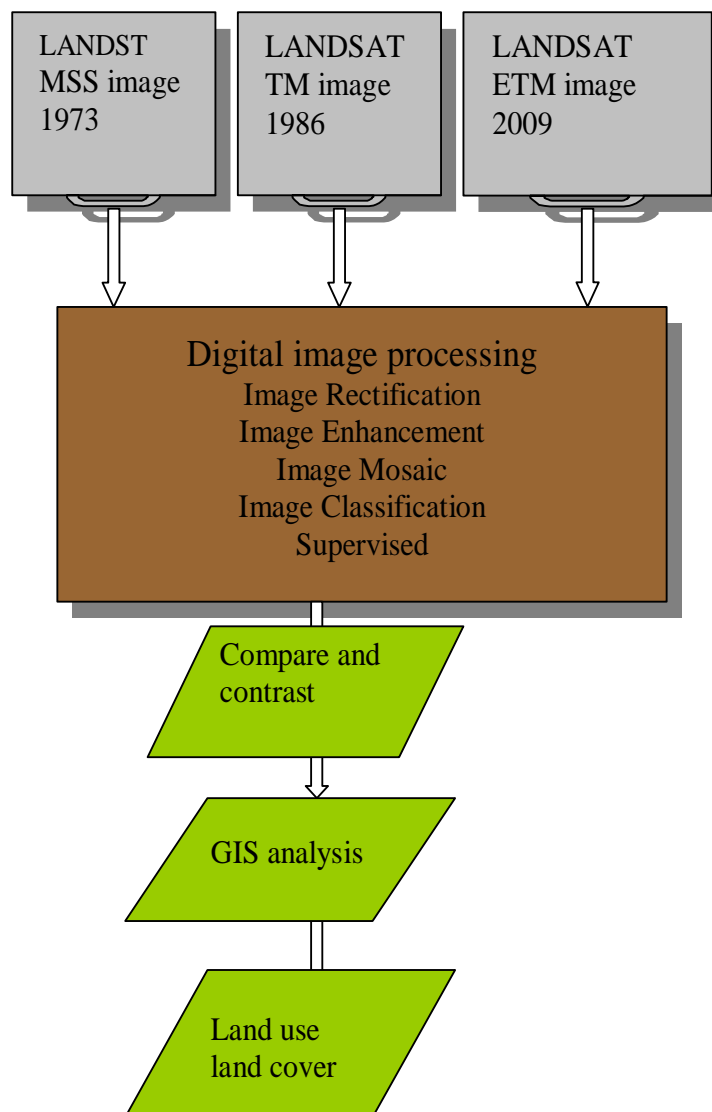 LANDST
MSS image
1973
LANDSAT
TM image
1986
LANDSAT
ETM image
2009
Digital image processing
Image Rectification
Image Enhancement
Image Mosaic
Image Classification
Supervised
Compare and
contrast
GIS analysis
Land use
land cover